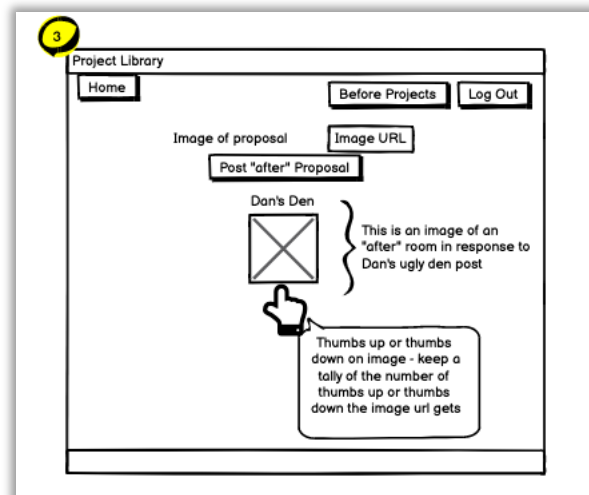 3
Project Library
Home
Before Projects
Log Out
Image of proposal
Image URL
Post "after" Proposal
Dan's Den
This is an image of an
"after" room in response to
Dan's ugly den post
Thumbs up or thumbs
down on image - keep a
tally of the number of
thumbs up or thumbs
down the image url gets